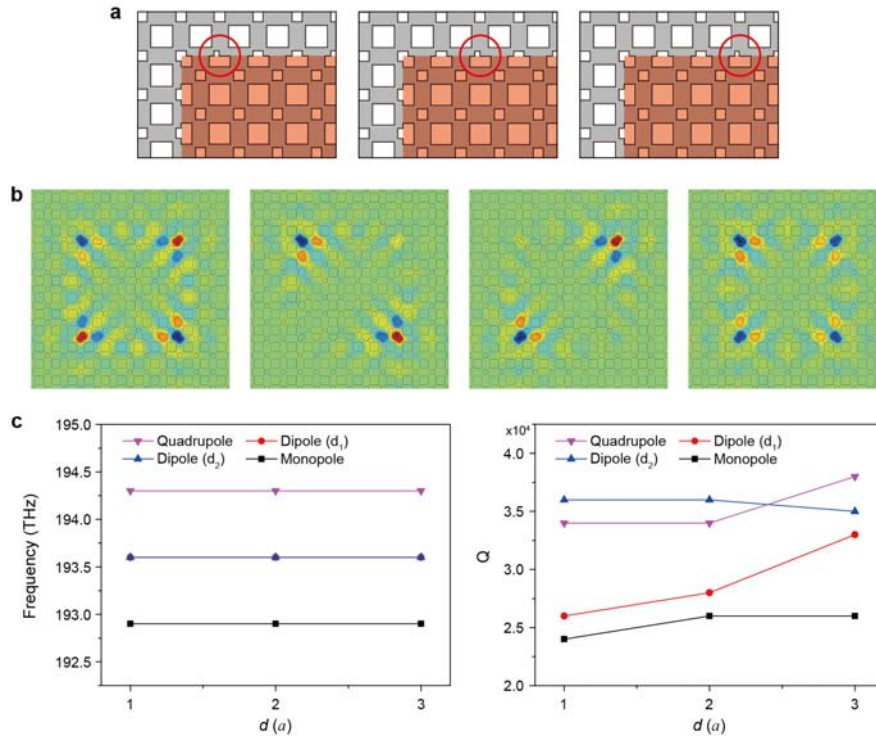 a
b
c
195.0
194.5
194.0
193.5
193.0
192.5
Frequency (THz)
Quadrupole
Dipole (d1)
Dipole (d2)
Monopole
1
2
3
d (a)
x10⁴
4.0
3.5
3.0
2.5
2.0
Q
Quadrupole
Dipole (d1)
Dipole (d2)
Monopole
1
2
3
d (a)